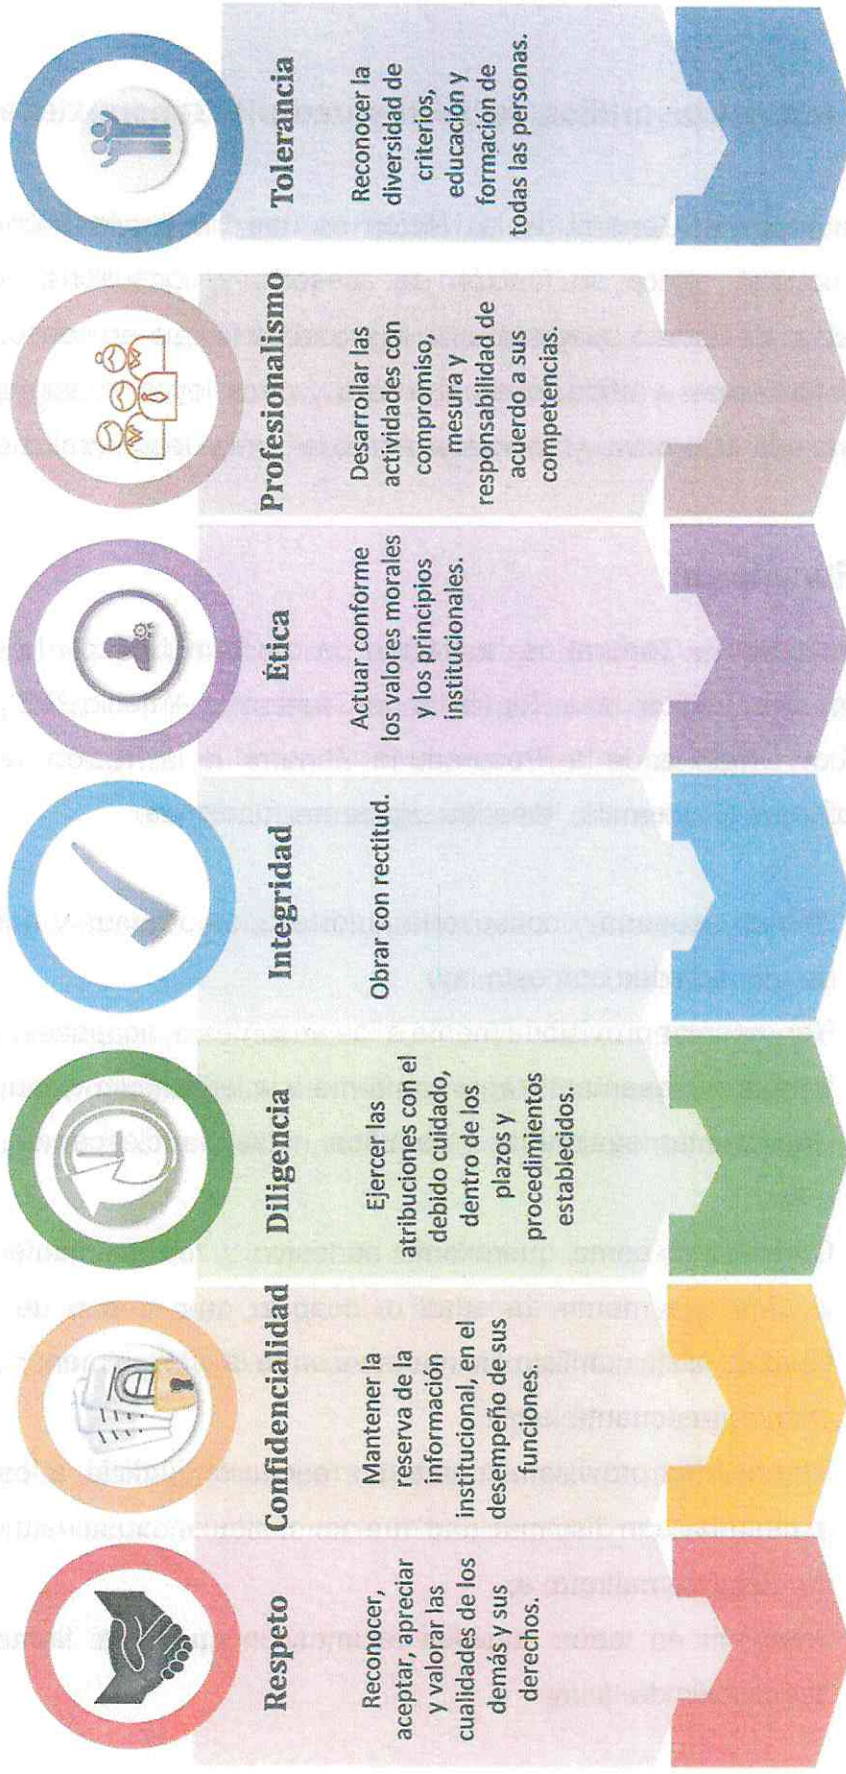 Respeto
Reconocer,
aceptar, apreciar
y valorar las
cualidades de los
demás y sus
derechos.
Confidencialidad
Mantener la
reserva de la
información
institucional, en el
desempeño de sus
funciones.
Diligencia
Ejercer las
atribuciones con el
debido cuidado,
dentro de los
plazos y
procedimientos
establecidos.
Integridad
Obrar con rectitud.
Ética
Actuar conforme
los valores morales
y los principios
institucionales.
Profesionalismo
Desarrollar las
actividades con
compromiso,
mesura y
responsabilidad de
acuerdo a sus
competencias.
Tolerancia
Reconocer la
diversidad de
criterios,
educación y
formación de
todas las personas.